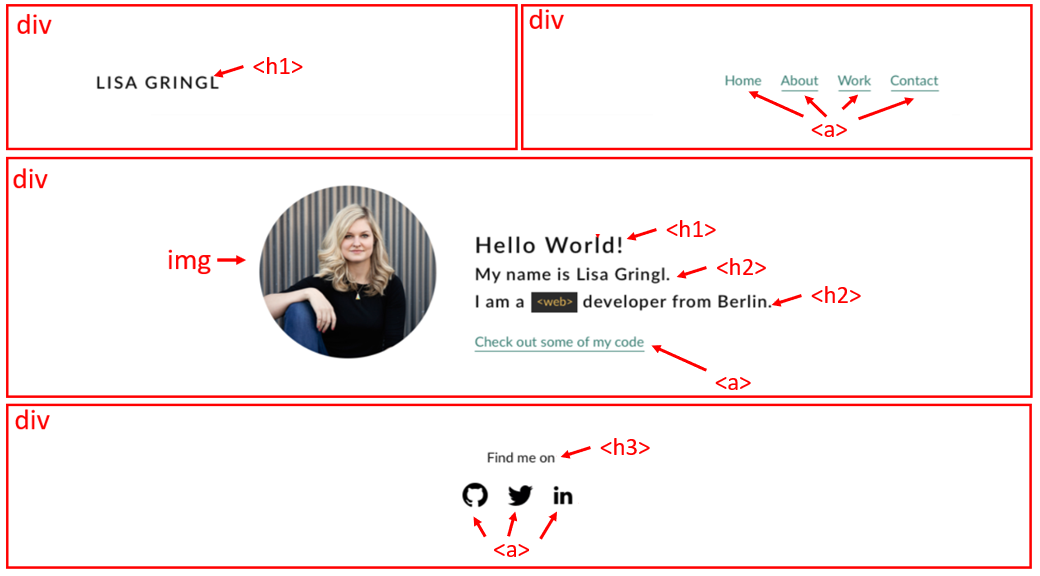 div
LISA GRINGL
<h1>
div
Home About Work Contact
<a>
div
img
Hello World!
<h1>
My name is Lisa Gringl.
<h2>
I am a <web> developer from Berlin.
<h2>
Check out some of my code
<a>
div
Find me on
<h3>
in
<a>